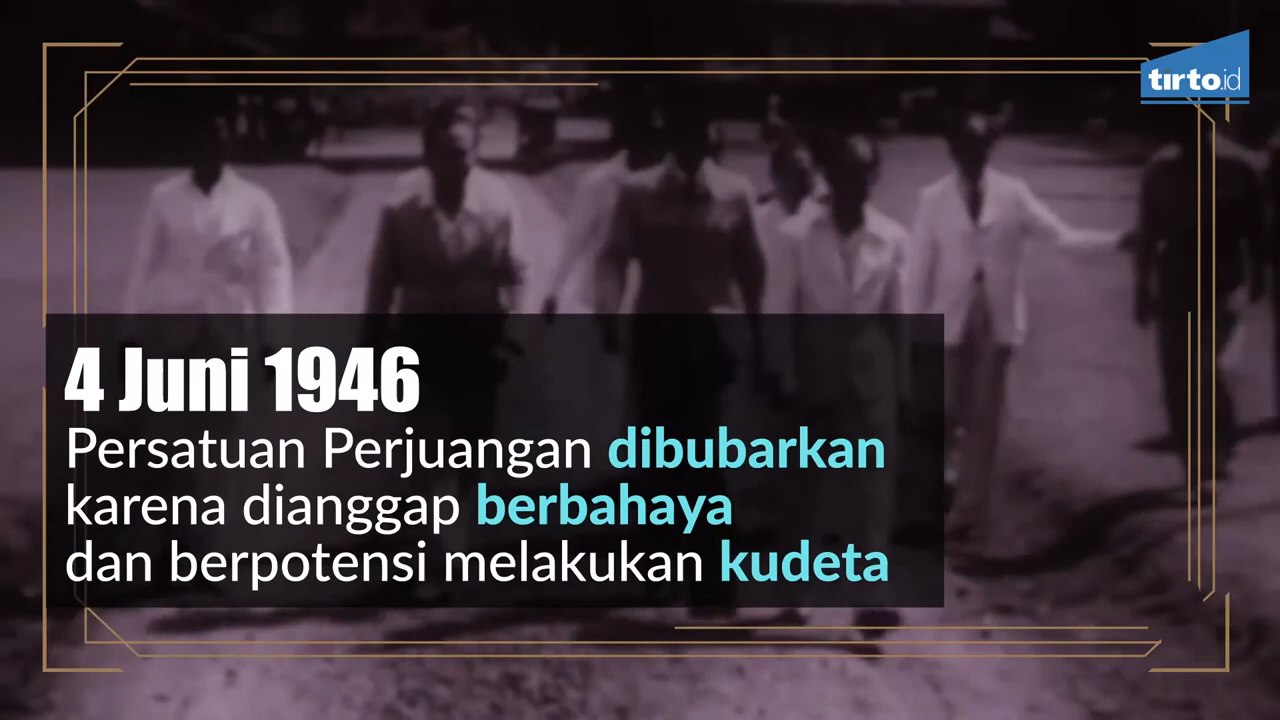 tirto.id
4 Juni 1946
Persatuan Perjuangan dibubarkan
karena dianggap berbahaya
dan berpotensi melakukan kudeta